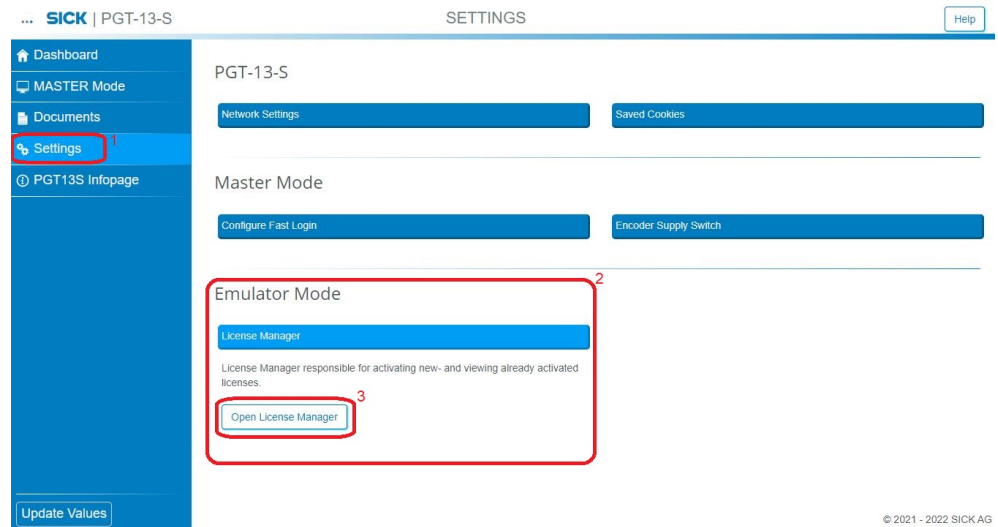 ... SICK | PGT-13-S
SETTINGS
Help
Dashboard
MASTER Mode
Documents
Settings
1
PGT13S Infopage
PGT-13-S
Network Settings
Saved Cookies
Master Mode
Configure Fast Login
Encoder Supply Switch
2
Emulator Mode
License Manager
License Manager responsible for activating new- and viewing already activated
licenses.
3
Open License Manager
Update Values
© 2021 - 2022 SICK AG